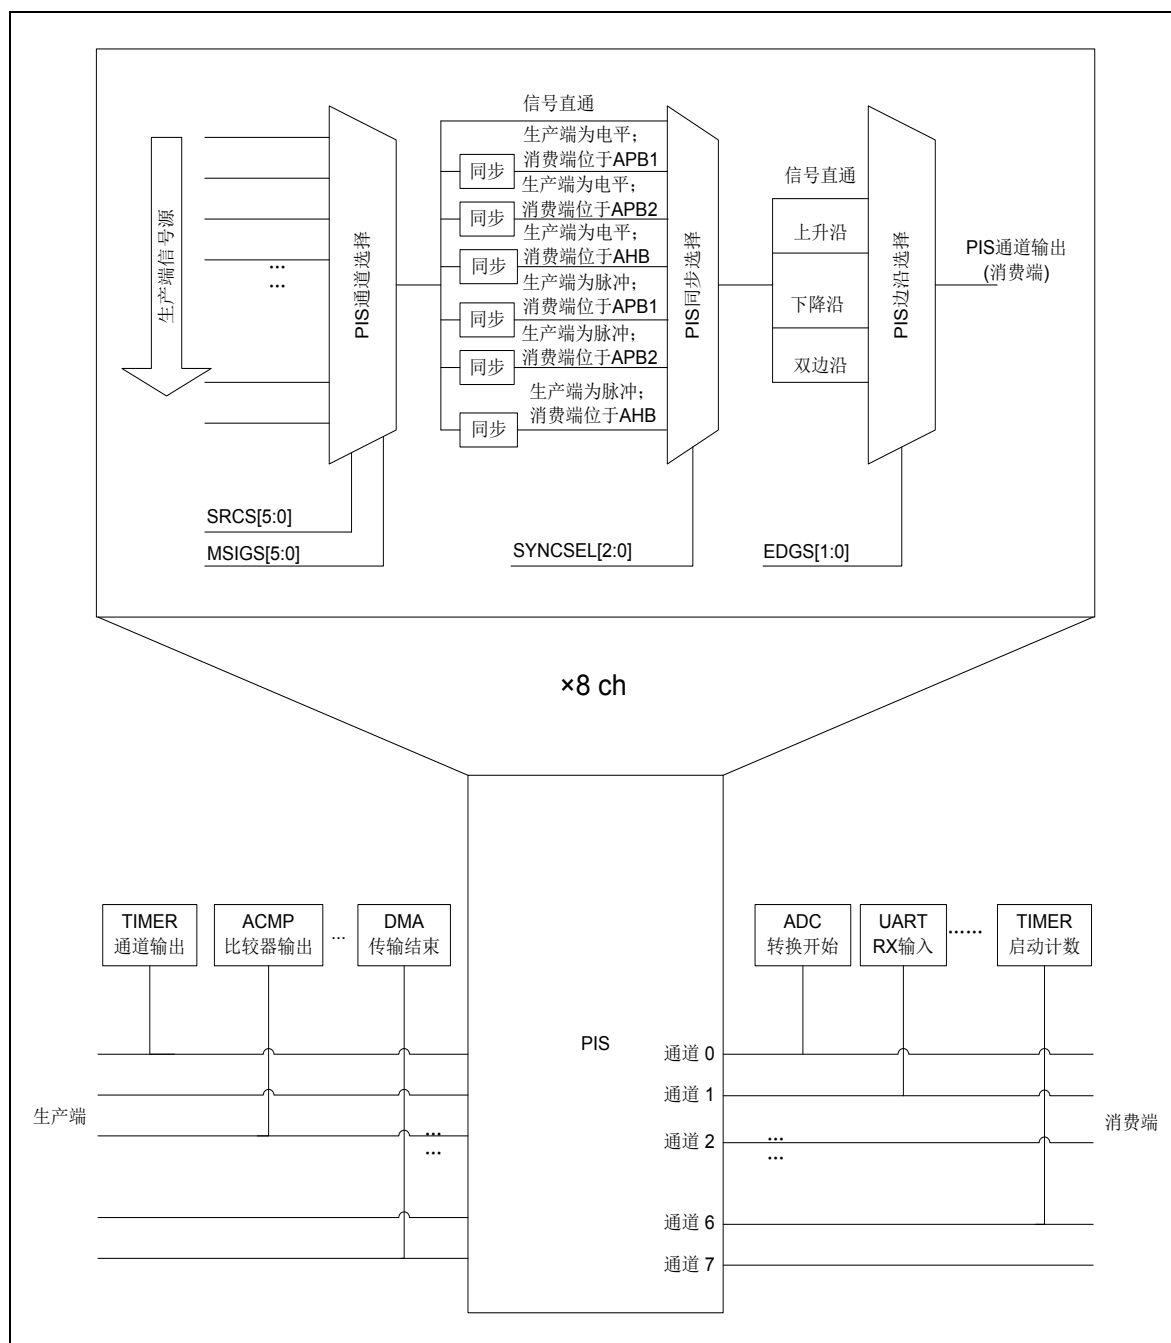 生产端信号源
...
...
PIS通道选择
SRCS[5:0]
MSIGS[5:0]
信号直通
生产端为电平；
同步
消费端位于APB1
生产端为电平；
同步
消费端位于APB2
生产端为电平；
同步
消费端位于AHB
生产端为脉冲；
同步
消费端位于APB1
生产端为脉冲；
同步
消费端位于APB2
生产端为脉冲；
同步
消费端位于AHB
PIS同步选择
SYNCSEL[2:0]
信号直通
上升沿
下降沿
双边沿
PIS边沿选择
EDGS[1:0]
PIS通道输出
(消费端)
×8 ch
TIMER
通道输出
ACMP
比较器输出
...
DMA
传输结束
ADC
转换开始
UART
RX输入
......
TIMER
启动计数
生产端
...
...
PIS
通道 0
通道 1
通道 2
通道 6
通道 7
...
...
消费端